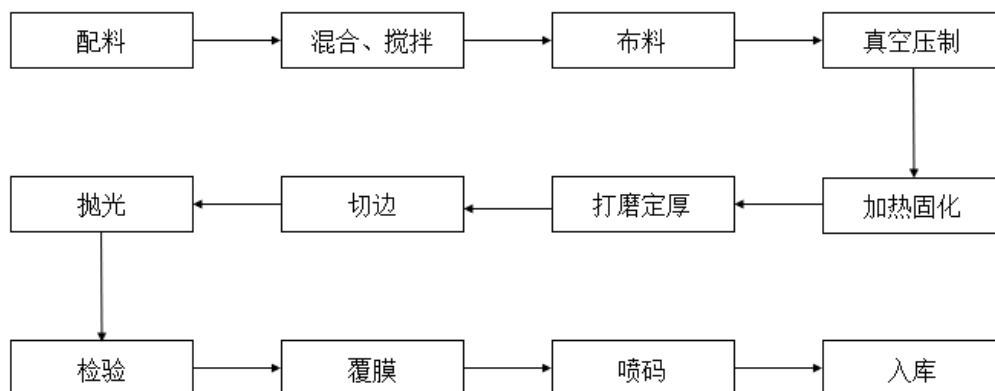 配料
混合、搅拌
布料
真空压制
加热固化
打磨定厚
切边
抛光
检验
覆膜
喷码
入库